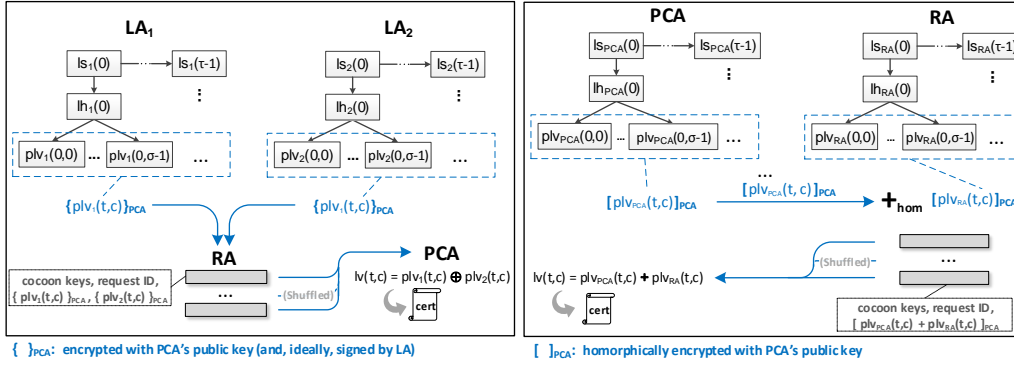 LA₁ LA₂
ls₁(0) ls₁(τ-1) ls₂(0) ls₂(τ-1)
lh₁(0) lh₂(0)
plv₁(0,0) ... plv₁(0,σ-1) ... plv₂(0,0) ... plv₂(0,σ-1) ...
{plv₁(t,c)}PCA {plv₁(t,c)}PCA
RA PCA
cocoon keys, request ID,
{ plv₁(t,c) }PCA, { plv₂(t,c) }PCA
...
(Shuffled)
lv(t,c) = plv₁(t,c) ⊕ plv₂(t,c)
cert
{ }PCA: encrypted with PCA's public key (and, ideally, signed by LA)
PCA RA
lsPCA(0) lsPCA(τ-1) lsRA(0) lsRA(τ-1)
lhPCA(0) lhRA(0)
plvPCA(0,0) ... plvPCA(0,σ-1) ... plvRA(0,0) ... plvRA(0,σ-1) ...
...
[plvPCA(t,c)]PCA [plvPCA(t,c)]PCA +hom [plvRA(t,c)]PCA
(Shuffled)
...
lv(t,c) = plvPCA(t,c) + plvRA(t,c)
cert
cocoon keys, request ID,
[ plvPCA(t,c) + plvRA(t,c) ]PCA
[ ]PCA: homorphically encrypted with PCA's public key